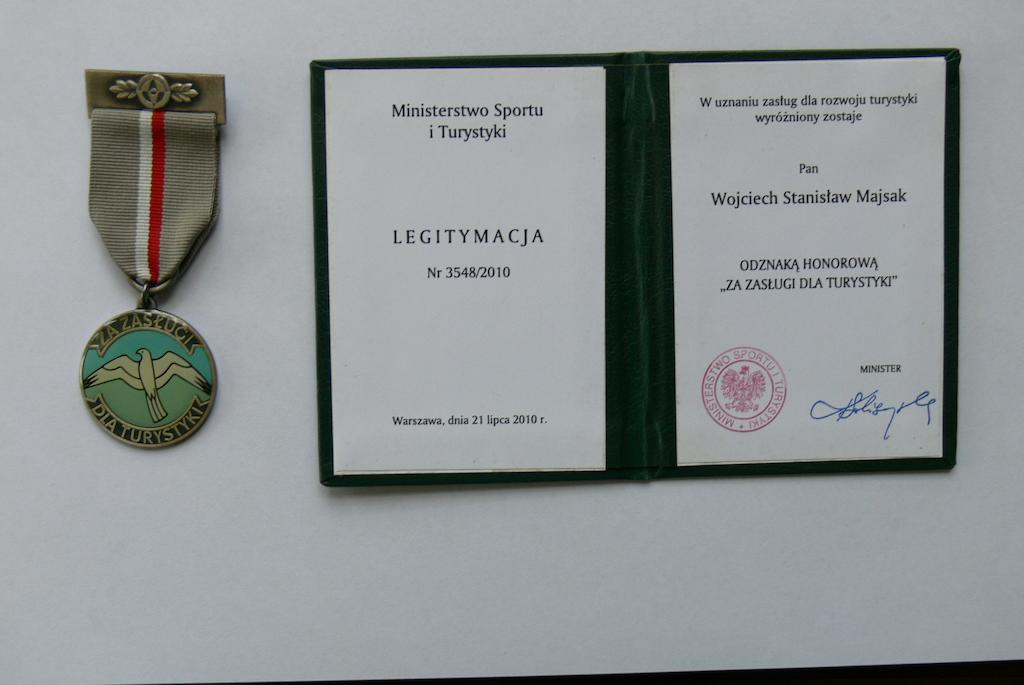 ZA ZASŁUGI
DLA TURYSTYKI
Ministerstwo Sportu
i Turystyki
LEGITYMACJA
Nr 3548/2010
Warszawa, dnia 21 lipca 2010 r.
W uznaniu zasług dla rozwoju turystyki
wyróżniony zostaje
Pan
Wojciech Stanisław Majsak
ODZNAKĄ HONOROWĄ
„ZA ZASŁUGI DLA TURYSTYKI”
MINISTERSTWO SPORTU I TURYSTYKI *
MINISTER